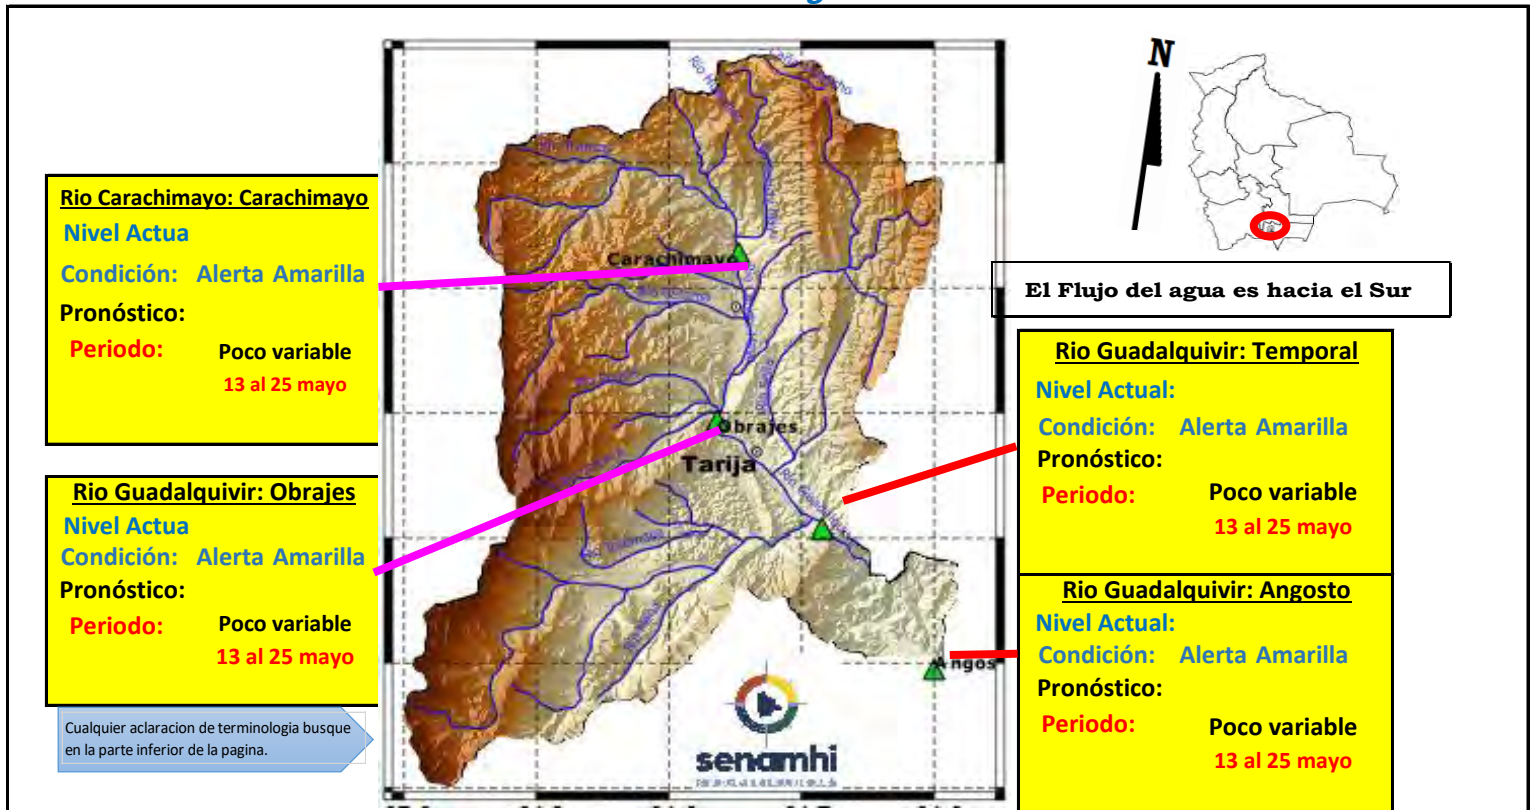 Rio Carachimayo: Carachimayo
Nivel Actua
Condición: Alerta Amarilla
Pronóstico:
Periodo: Poco variable
13 al 25 mayo
Rio Guadalquivir: Obrajes
Nivel Actua
Condición: Alerta Amarilla
Pronóstico:
Periodo: Poco variable
13 al 25 mayo
Cualquier aclaracion de terminologia busque
en la parte inferior de la pagina.
Carachimayo
Obrajes
Tarija
Angos
senamhi
N
El Flujo del agua es hacia el Sur
Rio Guadalquivir: Temporal
Nivel Actual:
Condición: Alerta Amarilla
Pronóstico:
Periodo: Poco variable
13 al 25 mayo
Rio Guadalquivir: Angosto
Nivel Actual:
Condición: Alerta Amarilla
Pronóstico:
Periodo: Poco variable
13 al 25 mayo